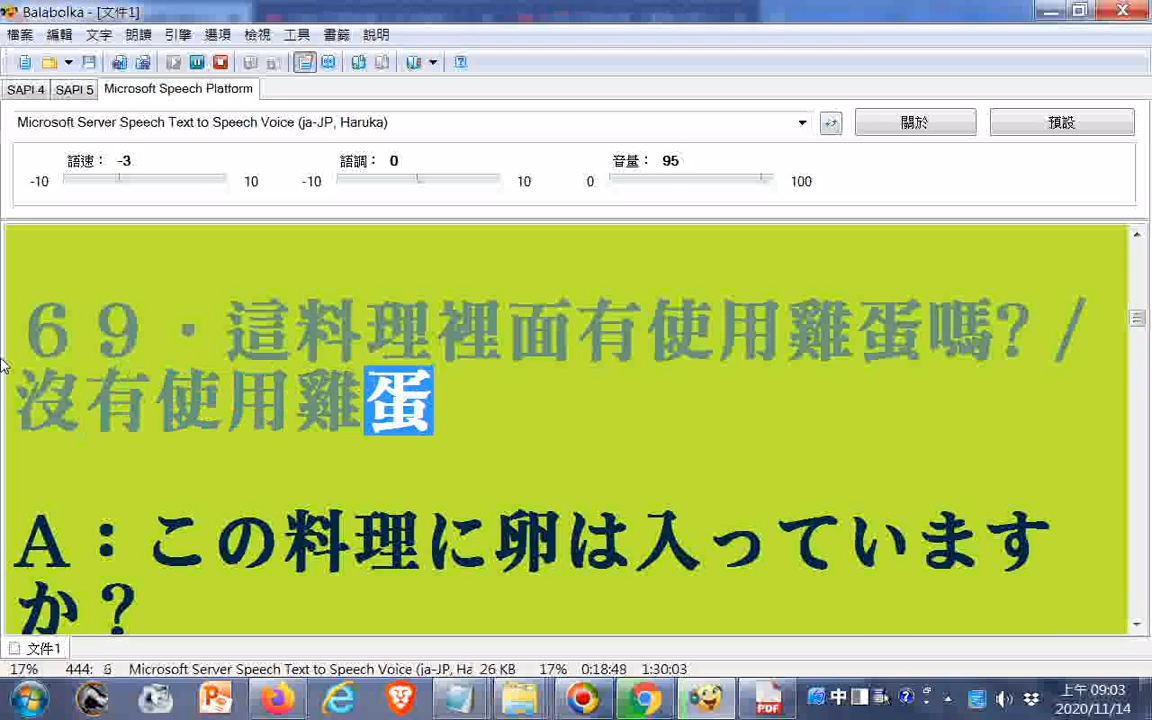 Balabolka - [文件1]
檔案 編輯 文字 朗讀 引擎 選項 檢視 工具 書籤 說明
SAPI 4 SAPI 5 Microsoft Speech Platform
Microsoft Server Speech Text to Speech Voice (ja-JP, Haruka) 關於 預設
語速： -3 語調： 0 音量： 95
-10 10 -10 10 0 100
６９・這料理裡面有使用雞蛋嗎? /
沒有使用雞蛋
A：この料理に卵は入っています
か？
文件1
17% 444: Microsoft Server Speech Text to Speech Voice (ja-JP, Ha 26 KB 17% 0:18:48 1:30:03
中 上午 09:03
2020/11/14
PDF